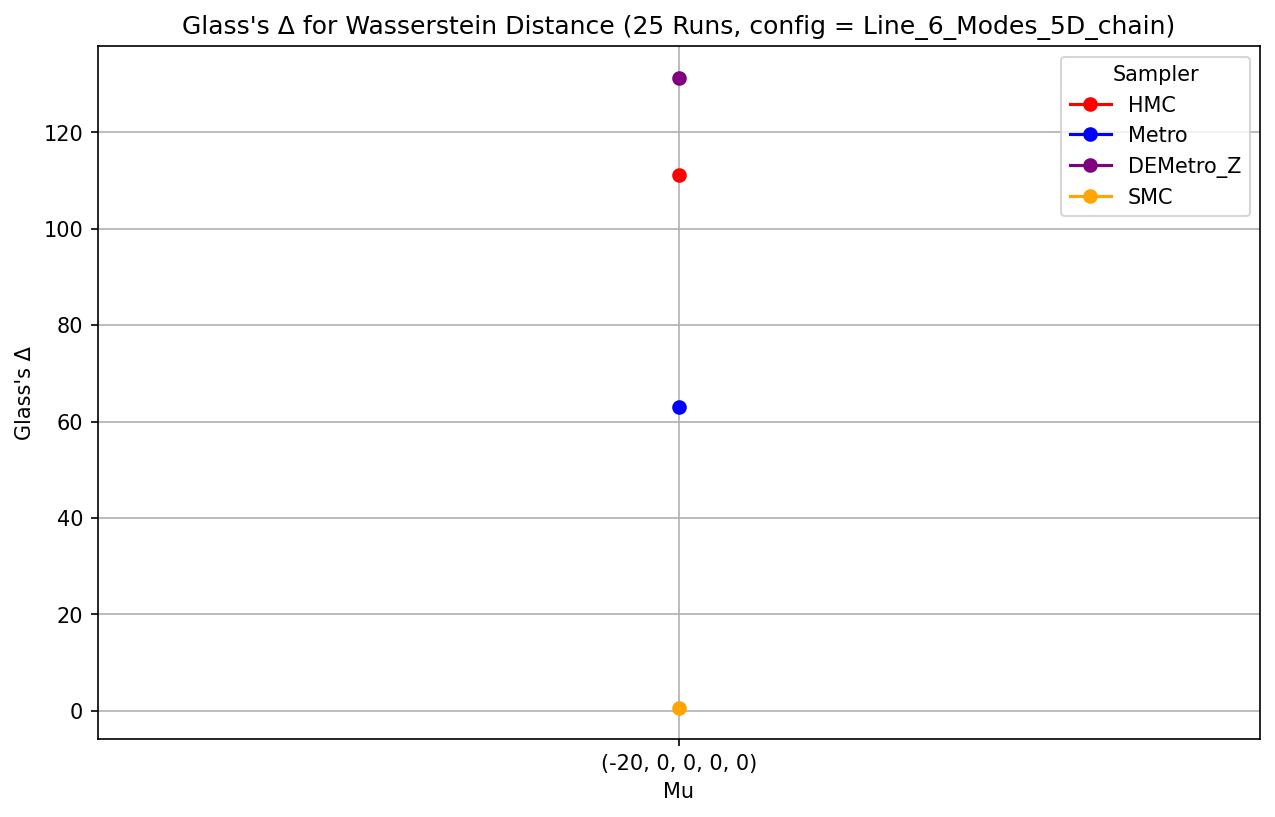 Glass's Δ for Wasserstein Distance (25 Runs, config = Line_6_Modes_5D_chain)
Sampler
HMC
Metro
DEMetro_Z
SMC
120
100
80
60
40
20
0
Glass's Δ
(-20, 0, 0, 0, 0)
Mu